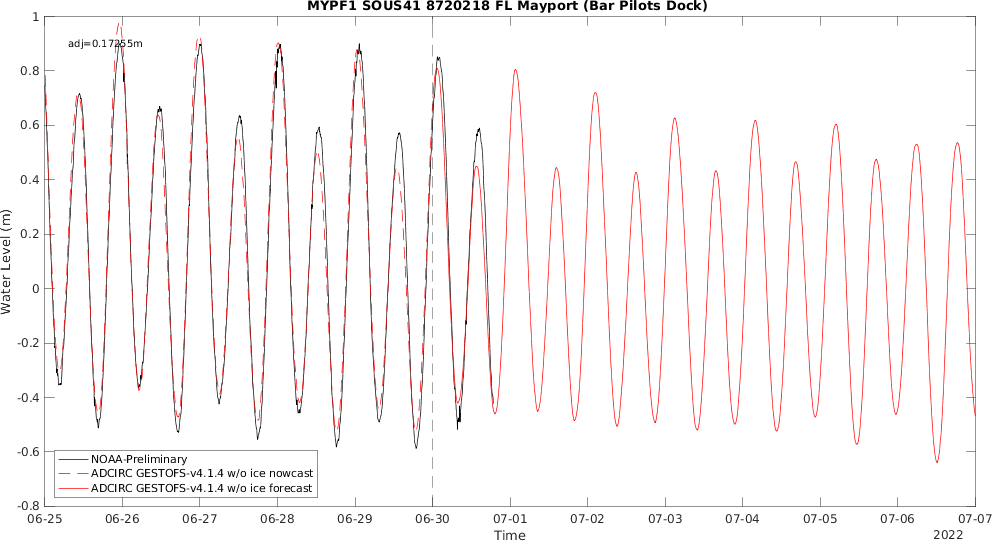 MYPF1 SOUS41 8720218 FL Mayport (Bar Pilots Dock)
adj=0.17255m
1
0.8
0.6
0.4
0.2
0
-0.2
-0.4
-0.6
-0.8
Water Level (m)
NOAA-Preliminary
ADCIRC GESTOFS-v4.1.4 w/o ice nowcast
ADCIRC GESTOFS-v4.1.4 w/o ice forecast
06-25 06-26 06-27 06-28 06-29 06-30 07-01 07-02 07-03 07-04 07-05 07-06 07-07
Time
2022